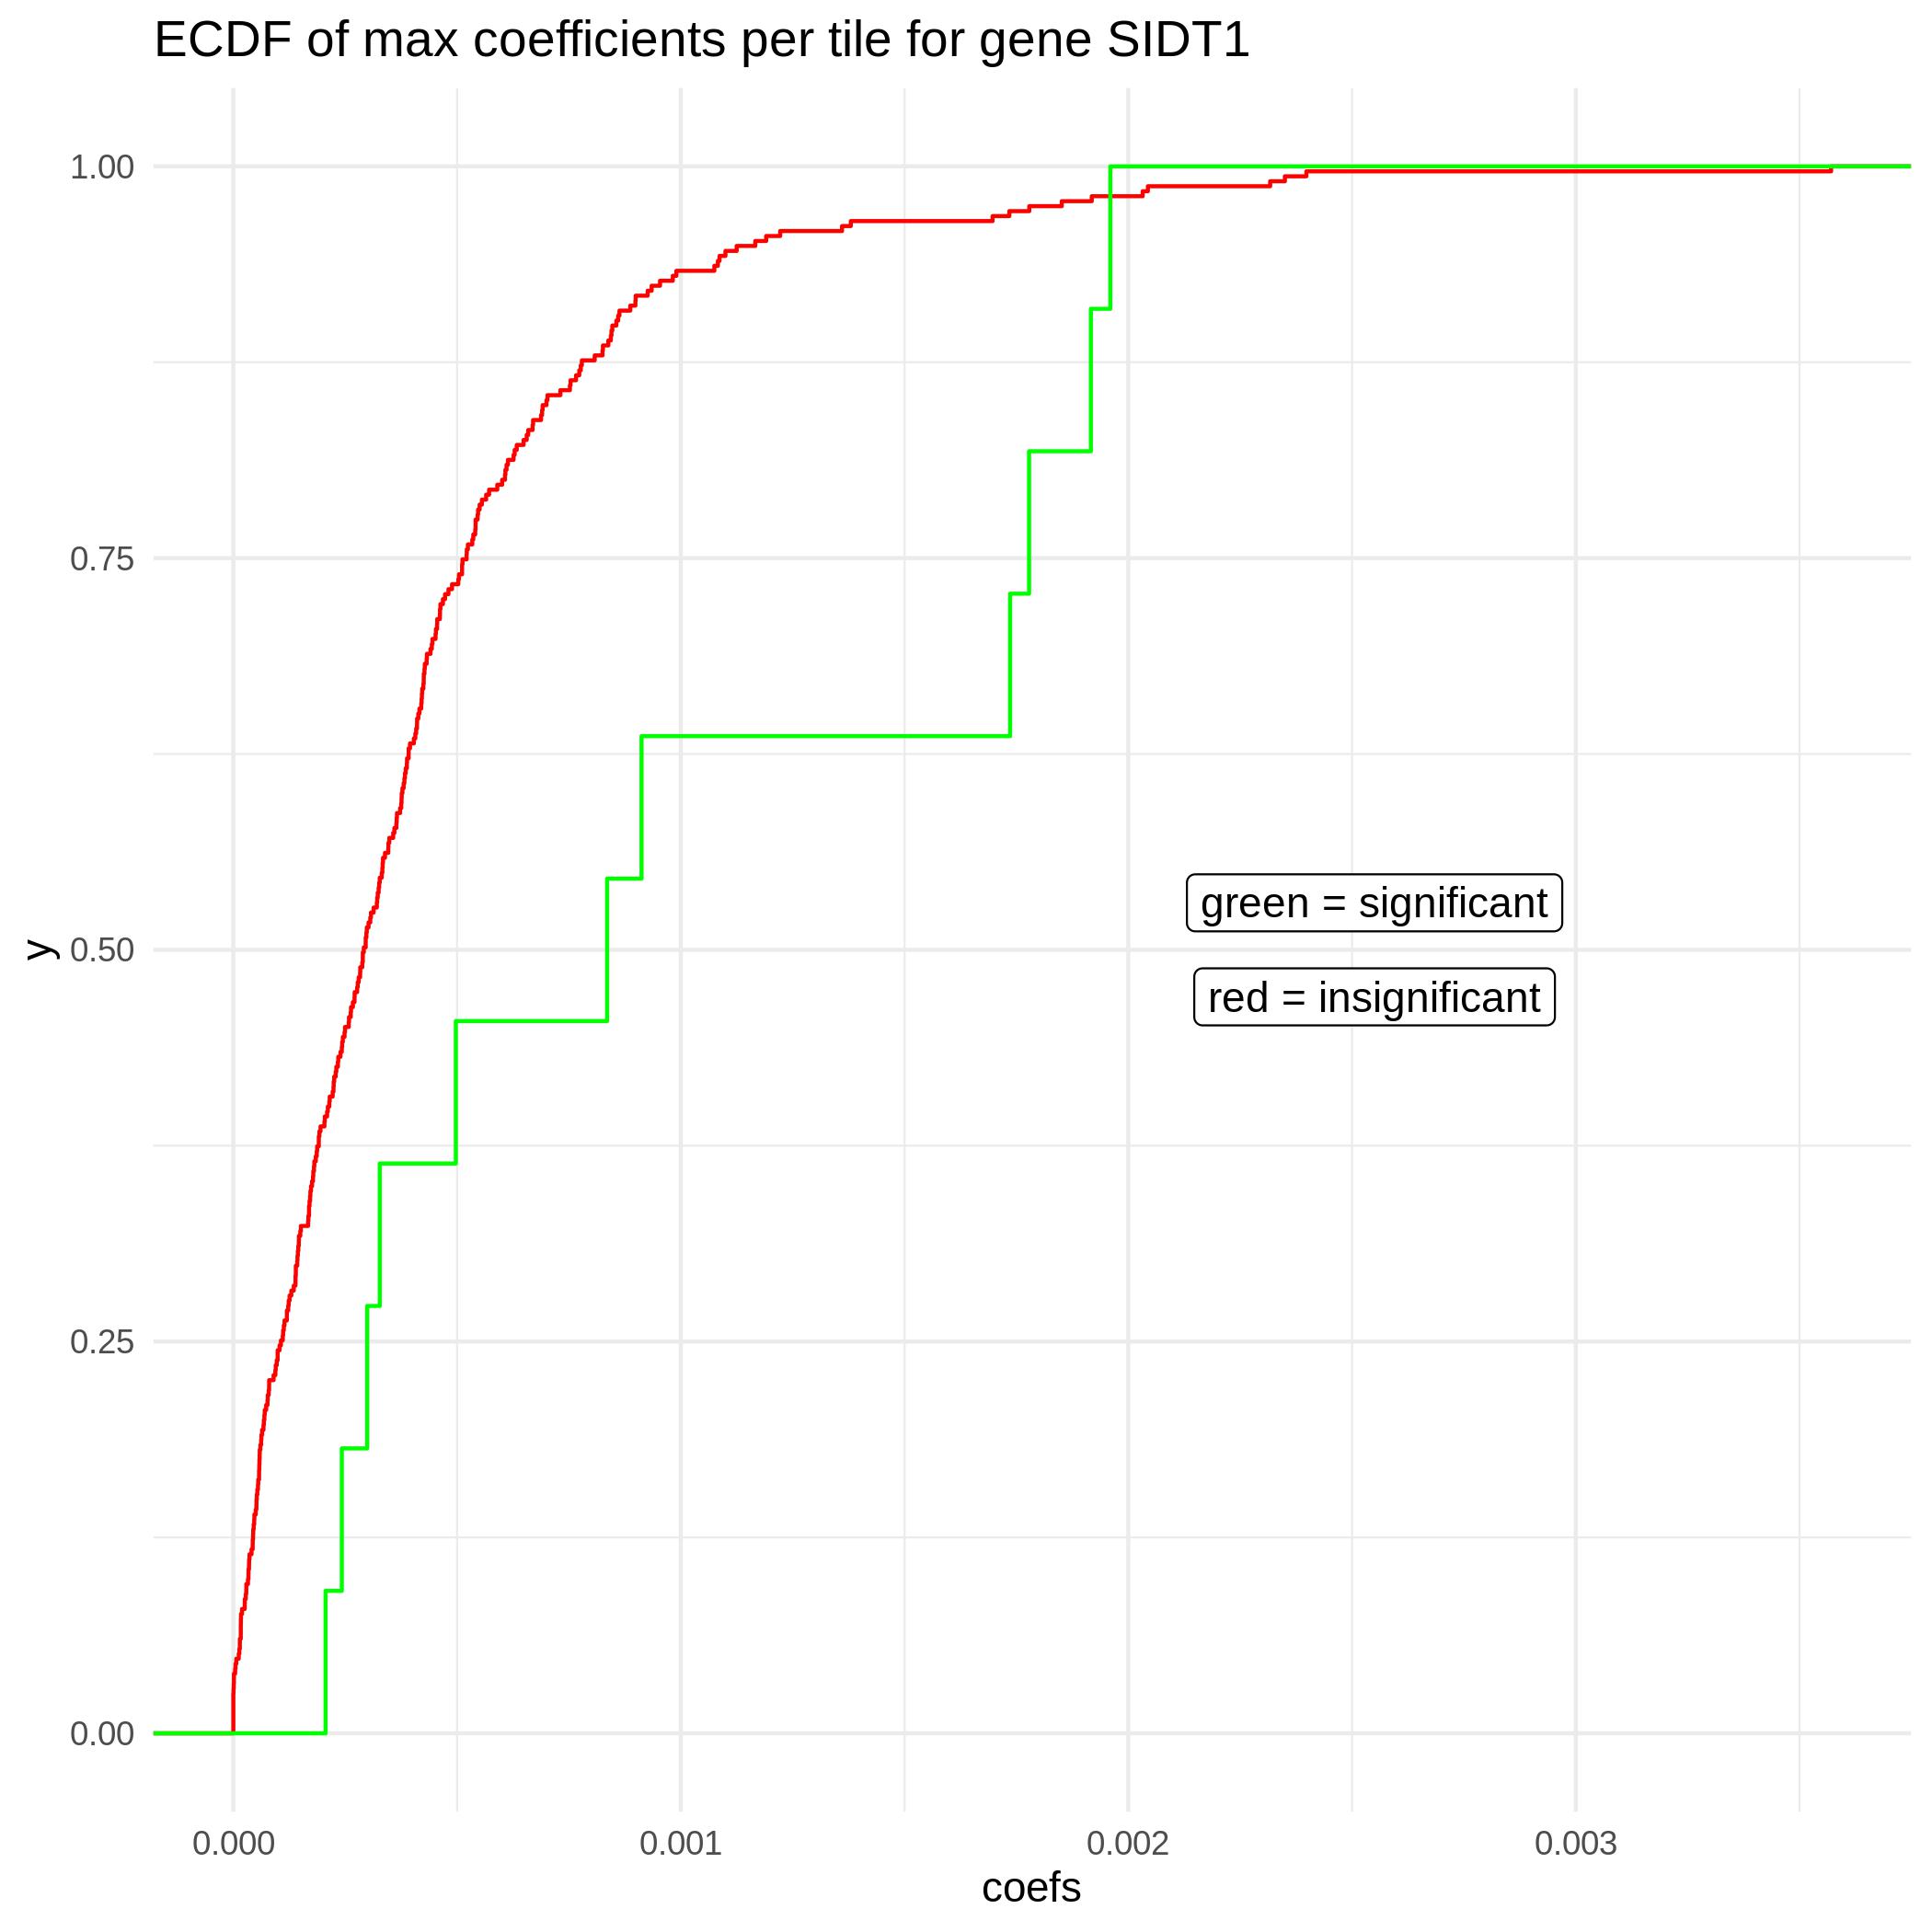 ECDF of max coefficients per tile for gene SIDT1
1.00
0.75
green = significant
y
0.50
red = insignificant
0.25
0.00
0.000 0.001 0.002 0.003
coefs